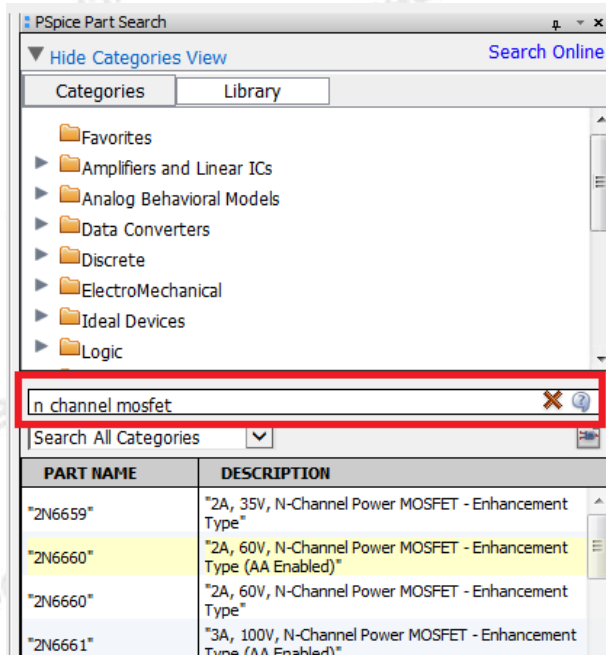 PSpice Part Search
Hide Categories View
Search Online
Categories
Library
Favorites
Amplifiers and Linear ICs
Analog Behavioral Models
Data Converters
Discrete
ElectroMechanical
Ideal Devices
Logic
n channel mosfet
Search All Categories
PART NAME DESCRIPTION
"2N6659" "2A, 35V, N-Channel Power MOSFET - Enhancement
Type"
"2N6660" "2A, 60V, N-Channel Power MOSFET - Enhancement
Type (AA Enabled)"
"2N6660" "2A, 60V, N-Channel Power MOSFET - Enhancement
Type"
"2N6661" "3A, 100V, N-Channel Power MOSFET - Enhancement
Type (AA Enabled)"